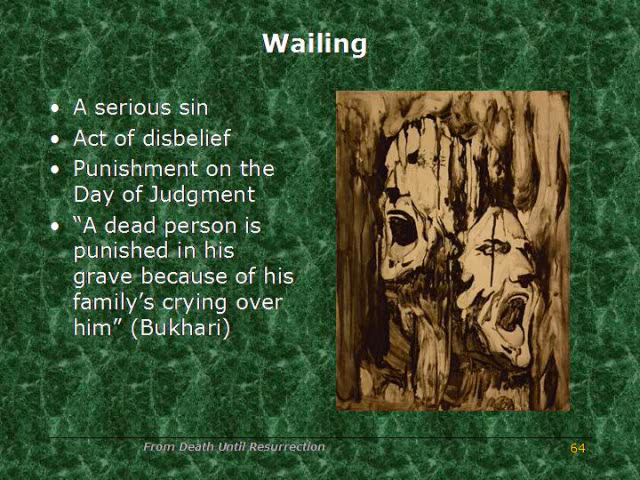 Wailing
• A serious sin
• Act of disbelief
• Punishment on the
Day of Judgment
• “A dead person is
punished in his
grave because of his
family’s crying over
him” (Bukhari)
From Death Until Resurrection
64